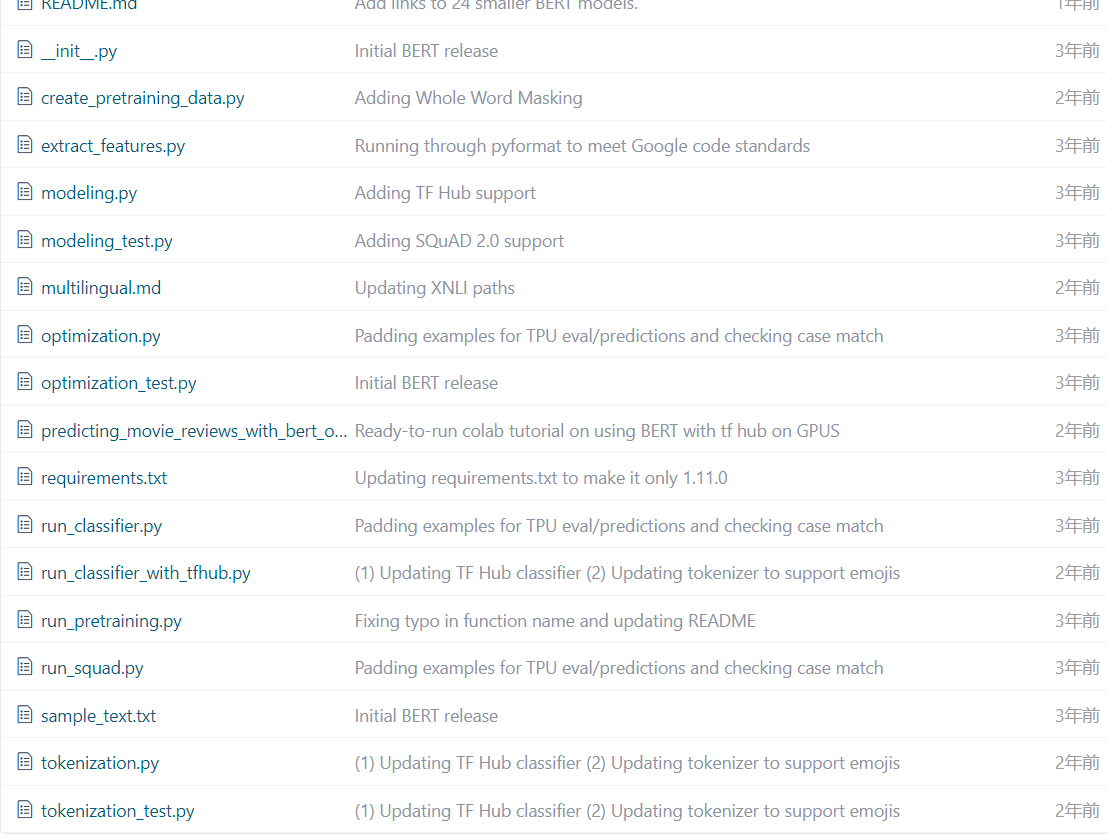 README.md Add links to 24 smaller BERT models. 1年前
__init__.py Initial BERT release 3年前
create_pretraining_data.py Adding Whole Word Masking 2年前
extract_features.py Running through pyformat to meet Google code standards 3年前
modeling.py Adding TF Hub support 3年前
modeling_test.py Adding SQuAD 2.0 support 3年前
multilingual.md Updating XNLI paths 2年前
optimization.py Padding examples for TPU eval/predictions and checking case match 3年前
optimization_test.py Initial BERT release 3年前
predicting_movie_reviews_with_bert_o... Ready-to-run colab tutorial on using BERT with tf hub on GPUS 2年前
requirements.txt Updating requirements.txt to make it only 1.11.0 3年前
run_classifier.py Padding examples for TPU eval/predictions and checking case match 3年前
run_classifier_with_tfhub.py (1) Updating TF Hub classifier (2) Updating tokenizer to support emojis 2年前
run_pretraining.py Fixing typo in function name and updating README 3年前
run_squad.py Padding examples for TPU eval/predictions and checking case match 3年前
sample_text.txt Initial BERT release 3年前
tokenization.py (1) Updating TF Hub classifier (2) Updating tokenizer to support emojis 2年前
tokenization_test.py (1) Updating TF Hub classifier (2) Updating tokenizer to support emojis 2年前